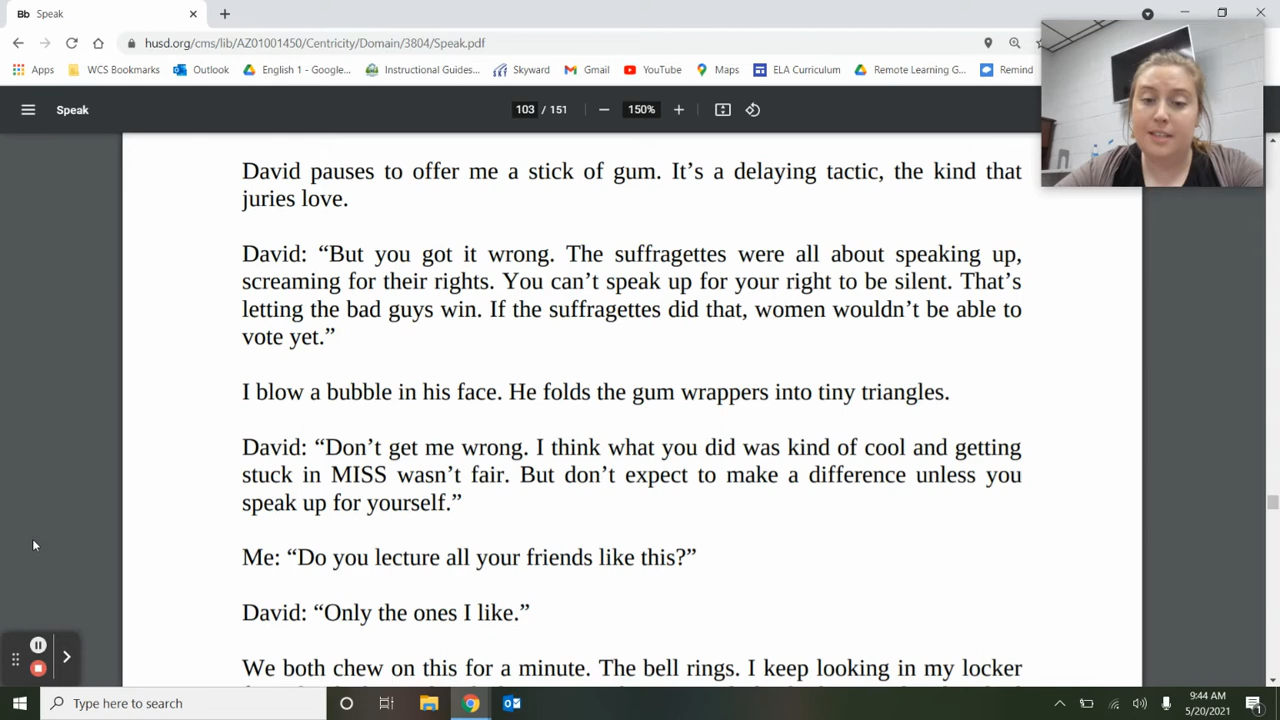 Bb Speak
husd.org/cms/lib/AZ01001450/Centricity/Domain/3804/Speak.pdf
Apps WCS Bookmarks Outlook English 1 - Google... Instructional Guides... Skyward Gmail YouTube Maps ELA Curriculum Remote Learning G... Remind
Speak 103 / 151 150%
David pauses to offer me a stick of gum. It’s a delaying tactic, the kind that
juries love.
David: “But you got it wrong. The suffragettes were all about speaking up,
screaming for their rights. You can’t speak up for your right to be silent. That’s
letting the bad guys win. If the suffragettes did that, women wouldn’t be able to
vote yet.”
I blow a bubble in his face. He folds the gum wrappers into tiny triangles.
David: “Don’t get me wrong. I think what you did was kind of cool and getting
stuck in MISS wasn’t fair. But don’t expect to make a difference unless you
speak up for yourself.”
Me: “Do you lecture all your friends like this?”
David: “Only the ones I like.”
We both chew on this for a minute. The bell rings. I keep looking in my locker
Type here to search
9:44 AM
5/20/2021